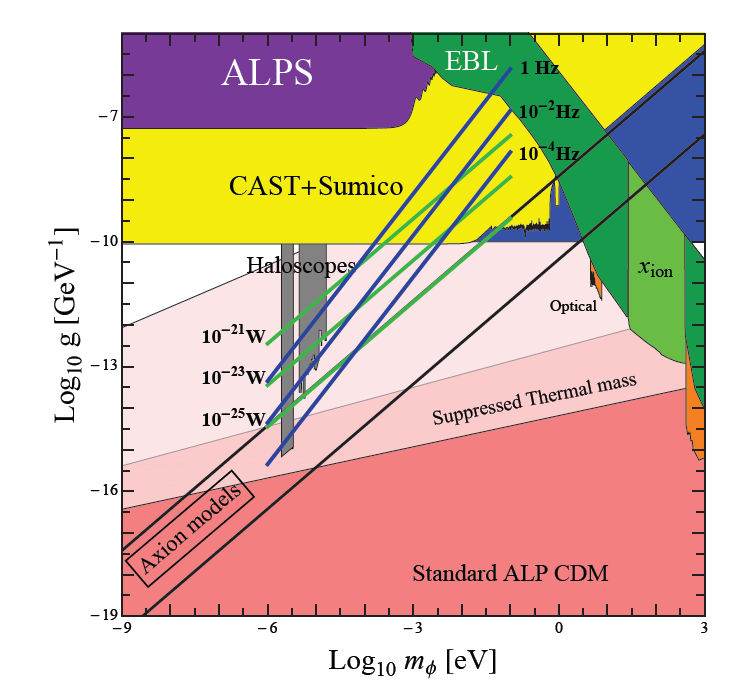 ALPS
EBL
1 Hz
10⁻²Hz
10⁻⁴Hz
CAST+Sumico
Haloscopes
x_ion
Optical
10⁻²¹W
10⁻²³W
10⁻²⁵W
Suppressed Thermal mass
Axion models
Standard ALP CDM
−7
−10
−13
−16
−19
−9
−6
−3
0
3
Log₁₀ g [GeV⁻¹]
Log₁₀ m_ϕ [eV]